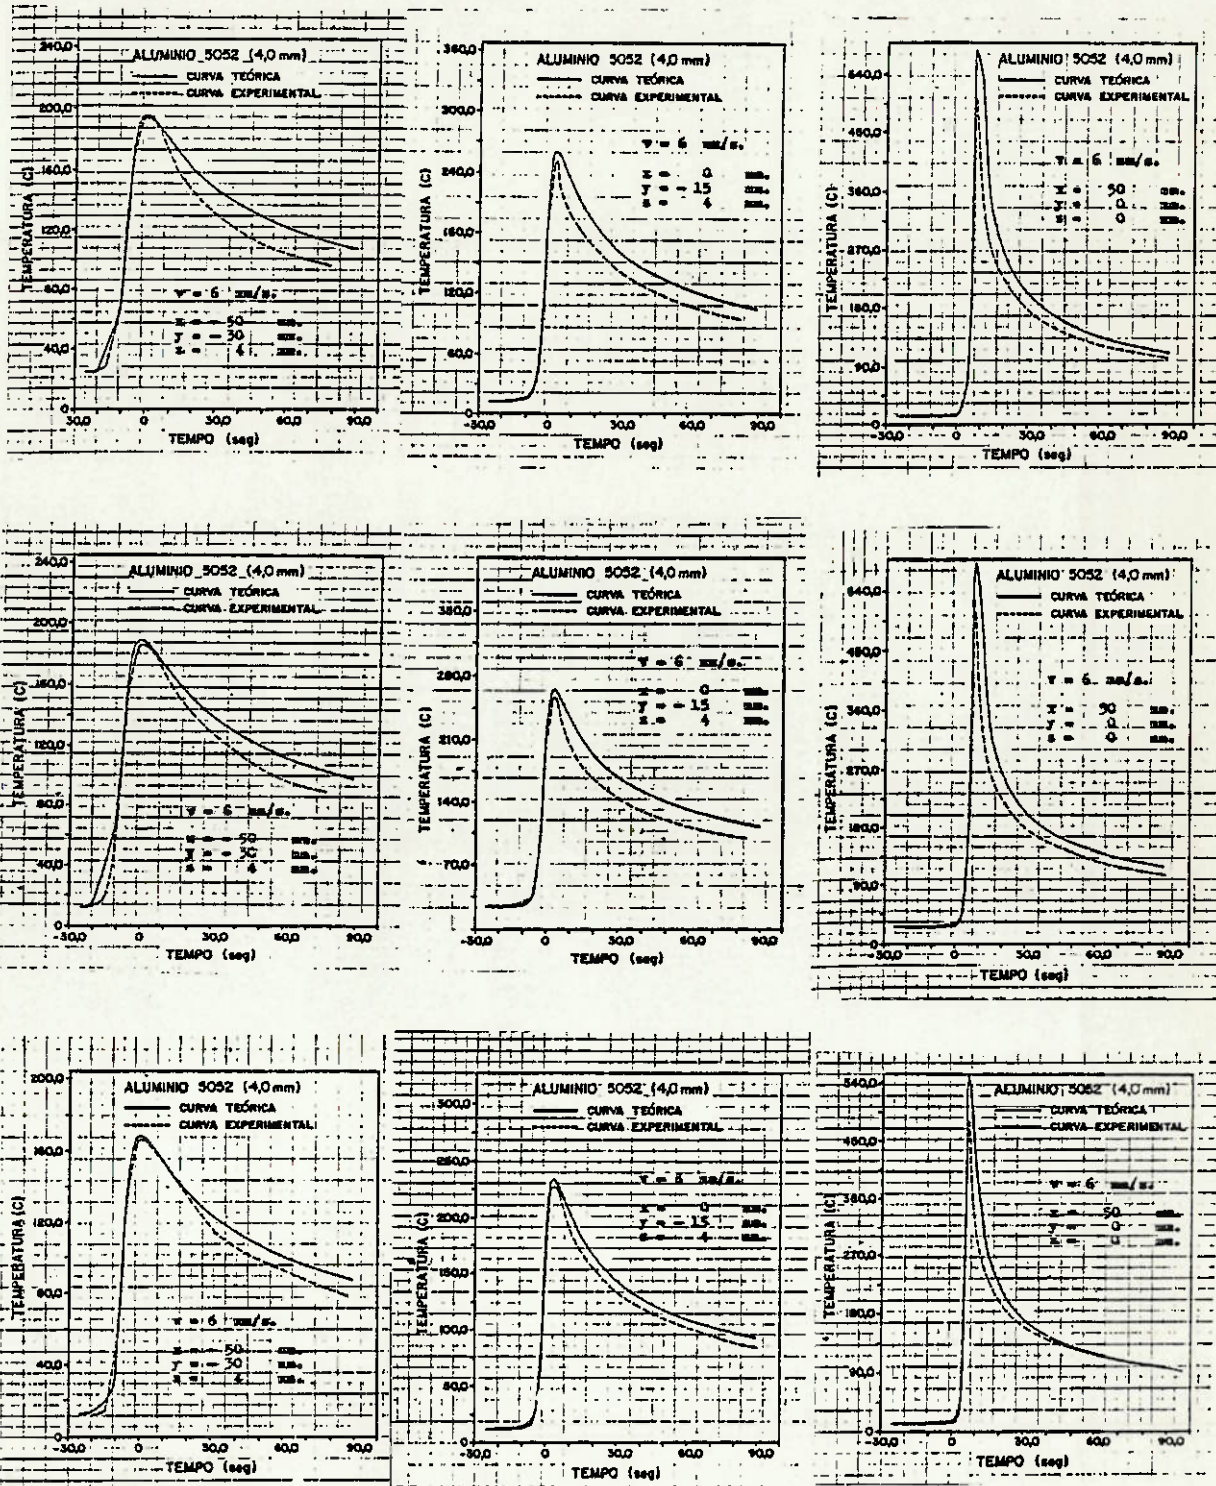 240,0
200,0
160,0
120,0
80,0
40,0
0
TEMPERATURA (C)
ALUMINIO 5052 (4,0 mm)
CURVA TEÓRICA
CURVA EXPERIMENTAL
v = 6 mm/s.
x = - 50 mm.
y = - 30 mm.
z = 4 mm.
30,0 0 30,0 60,0 90,0
TEMPO (seg)
360,0
300,0
240,0
180,0
120,0
60,0
0
TEMPERATURA (C)
ALUMINIO 5052 (4,0 mm)
CURVA TEÓRICA
CURVA EXPERIMENTAL
v = 6 mm/s.
x = 0 mm.
y = - 15 mm.
z = 4 mm.
-30,0 0 30,0 60,0 90,0
TEMPO (seg)
540,0
450,0
360,0
270,0
180,0
90,0
0
TEMPERATURA (C)
ALUMINIO 5052 (4,0 mm)
CURVA TEÓRICA
CURVA EXPERIMENTAL
v = 6 mm/s.
x = 50 mm.
y = 0 mm.
z = 0 mm.
-30,0 0 30,0 60,0 90,0
TEMPO (seg)
240,0
200,0
160,0
120,0
80,0
40,0
0
TEMPERATURA (C)
ALUMINIO 5052 (4,0 mm)
CURVA TEÓRICA
CURVA EXPERIMENTAL
v = 6 mm/s.
= - 50 mm.
= - 30 mm.
= 4 mm.
-30,0 0 30,0 60,0 90,0
TEMPO (seg)
350,0
280,0
210,0
140,0
70,0
TEMPERATURA (C)
ALUMINIO 5052 (4,0 mm)
CURVA TEÓRICA
CURVA EXPERIMENTAL
v = 6 mm/s.
x = 0 mm.
y = - 15 mm.
z = 4 mm.
-30,0 0 30,0 60,0 90,0
TEMPO (seg)
540,0
450,0
360,0
270,0
180,0
90,0
0
TEMPERATURA (C)
ALUMINIO 5052 (4,0 mm)
CURVA TEÓRICA
CURVA EXPERIMENTAL
v = 6 mm/s.
x = 50 mm.
y = 0 mm.
z = 0 mm.
-30,0 0 30,0 60,0 90,0
TEMPO (seg)
200,0
160,0
120,0
80,0
40,0
0
TEMPERATURA (C)
ALUMINIO 5052 (4,0 mm)
CURVA TEÓRICA
CURVA EXPERIMENTAL
v = 6 mm/s.
x = - 50 mm.
y = - 30 mm.
z = 4 mm.
-30,0 0 30,0 60,0 90,0
TEMPO (seg)
300,0
250,0
200,0
150,0
100,0
50,0
0
TEMPERATURA (C)
ALUMINIO 5052 (4,0 mm)
CURVA TEÓRICA
CURVA EXPERIMENTAL
v = 6 mm/s.
x = 0 mm.
y = - 15 mm.
z = 4 mm.
-30,0 0 30,0 60,0 90,0
TEMPO (seg)
540,0
450,0
360,0
270,0
180,0
90,0
0
TEMPERATURA (C)
ALUMINIO 5052 (4,0 mm)
CURVA TEÓRICA
CURVA EXPERIMENTAL
v = 6 mm/s.
x = 50 mm.
y = 0 mm.
z = 0 mm.
-30,0 0 30,0 60,0 90,0
TEMPO (seg)